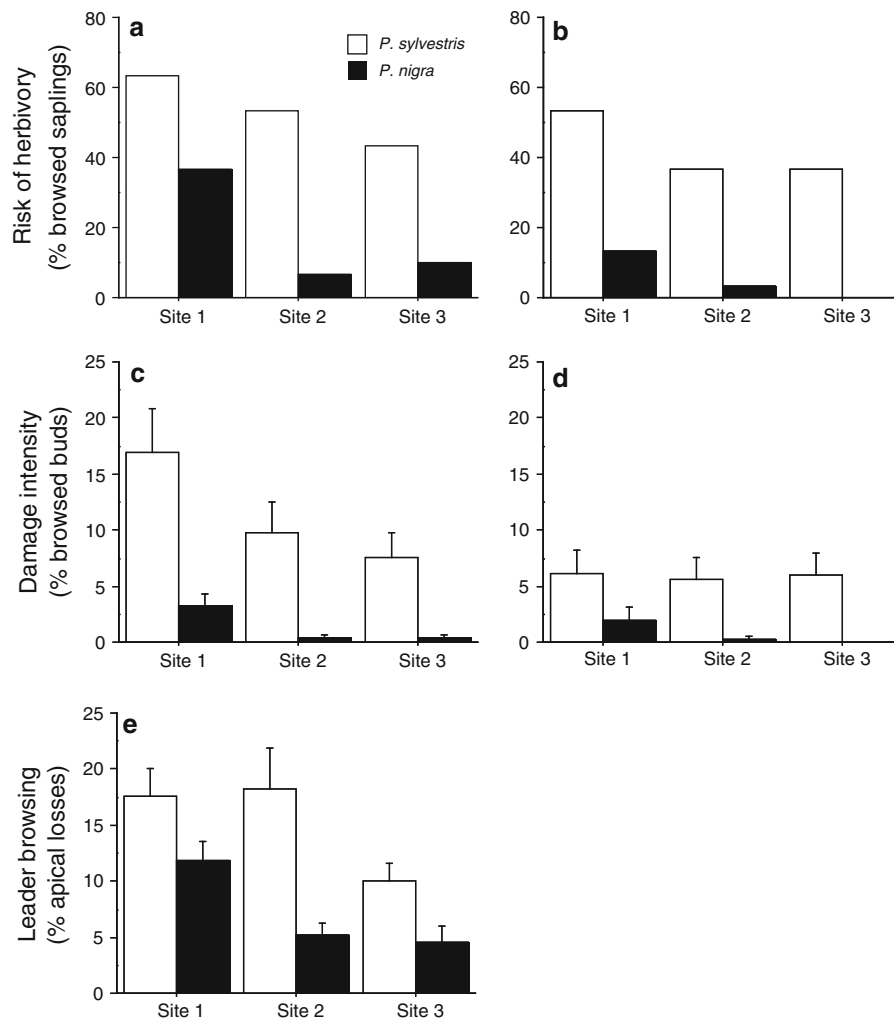 a
P. sylvestris
P. nigra
Risk of herbivory
(% browsed saplings)
80
60
40
20
0
Site 1 Site 2 Site 3
b
80
60
40
20
0
Site 1 Site 2 Site 3
c
Damage intensity
(% browsed buds)
25
20
15
10
5
0
Site 1 Site 2 Site 3
d
25
20
15
10
5
0
Site 1 Site 2 Site 3
e
Leader browsing
(% apical losses)
25
20
15
10
5
0
Site 1 Site 2 Site 3